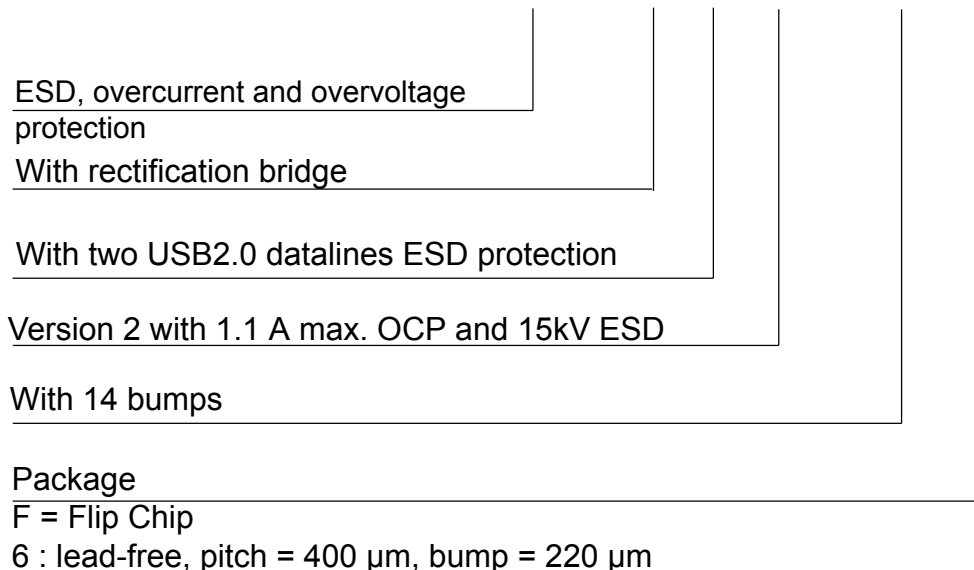 ESD, overcurrent and overvoltage
protection
With rectification bridge
With two USB2.0 datalines ESD protection
Version 2 with 1.1 A max. OCP and 15kV ESD
With 14 bumps
Package
F = Flip Chip
6 : lead-free, pitch = 400 µm, bump = 220 µm